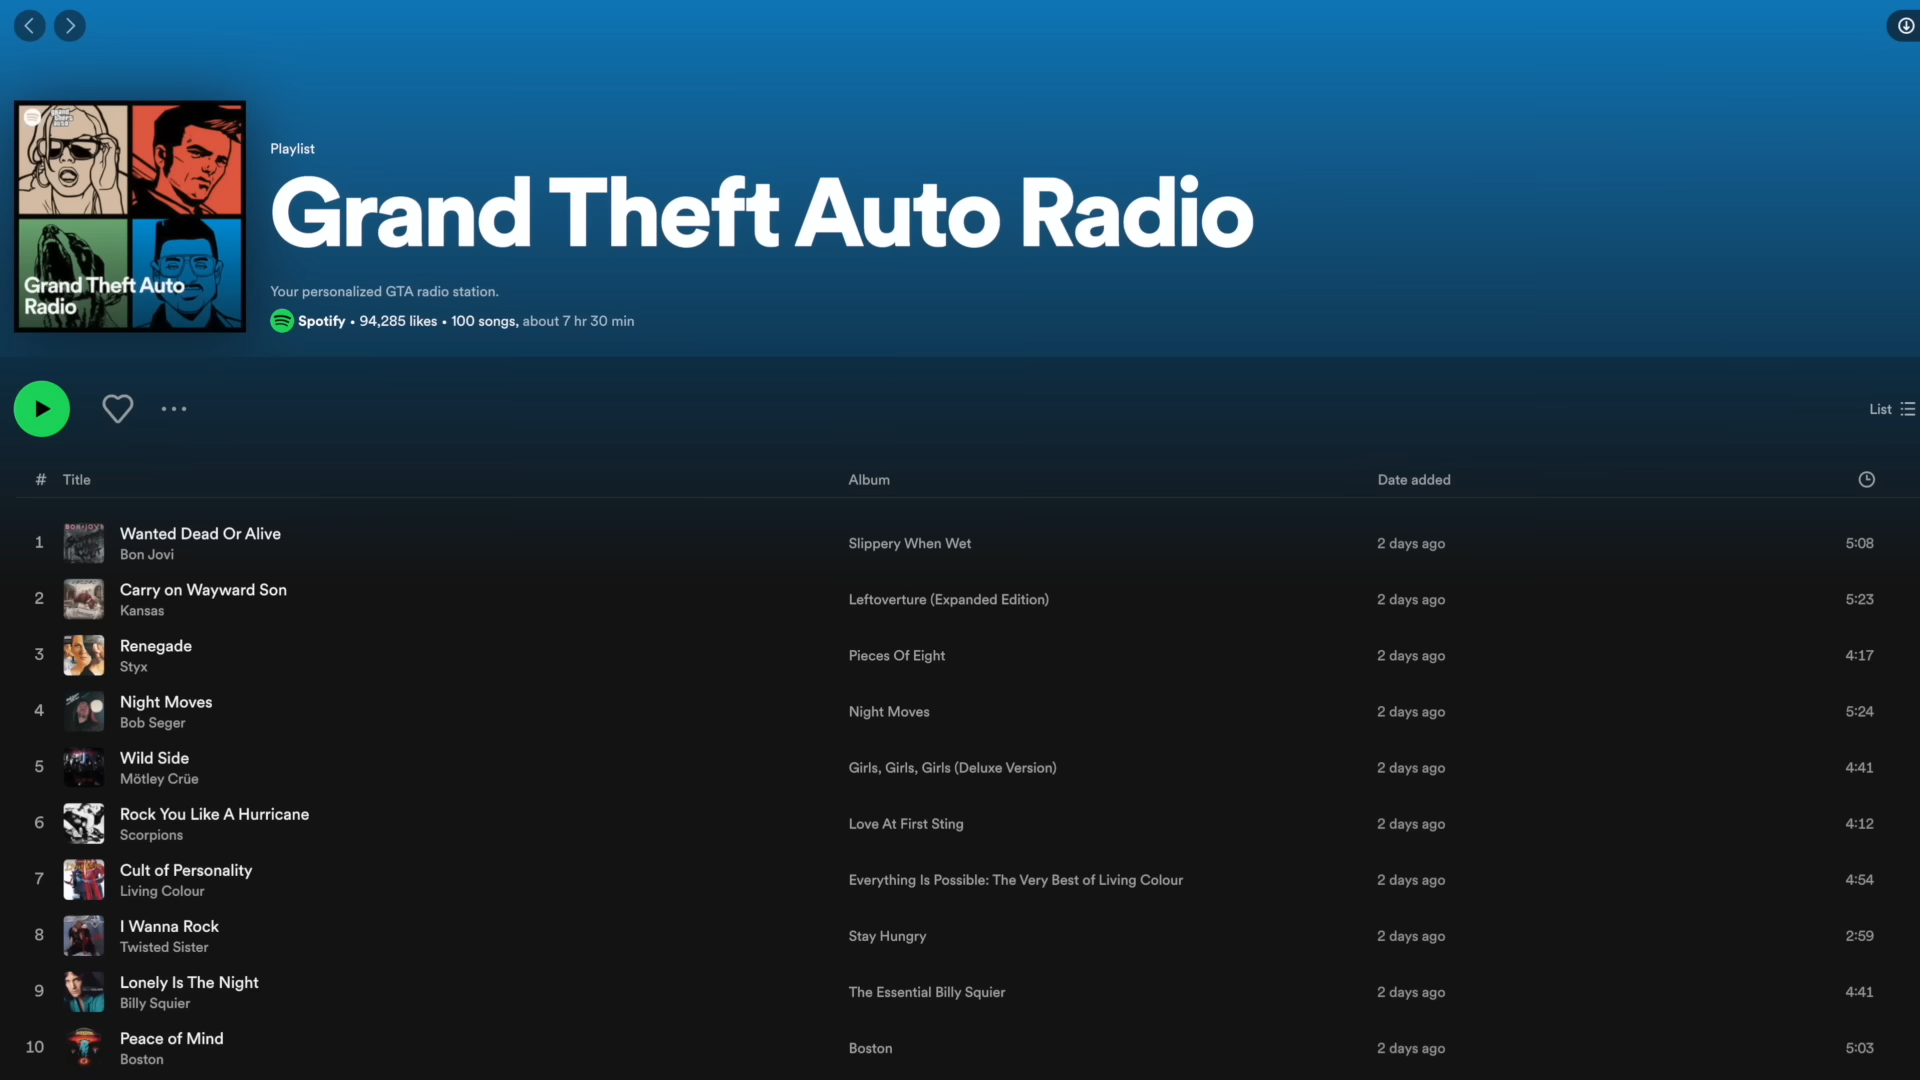 Playlist
Grand Theft Auto Radio
grand
theft
auto
Grand Theft Auto
Radio
Your personalized GTA radio station.
Spotify • 94,285 likes • 100 songs, about 7 hr 30 min
List
# Title Album Date added
1 Wanted Dead Or Alive Slippery When Wet 2 days ago 5:08
Bon Jovi
2 Carry on Wayward Son Leftoverture (Expanded Edition) 2 days ago 5:23
Kansas
3 Renegade Pieces Of Eight 2 days ago 4:17
Styx
4 Night Moves Night Moves 2 days ago 5:24
Bob Seger
5 Wild Side Girls, Girls, Girls (Deluxe Version) 2 days ago 4:41
Mötley Crüe
6 Rock You Like A Hurricane Love At First Sting 2 days ago 4:12
Scorpions
7 Cult of Personality Everything Is Possible: The Very Best of Living Colour 2 days ago 4:54
Living Colour
8 I Wanna Rock Stay Hungry 2 days ago 2:59
Twisted Sister
9 Lonely Is The Night The Essential Billy Squier 2 days ago 4:41
Billy Squier
10 Peace of Mind Boston 2 days ago 5:03
Boston